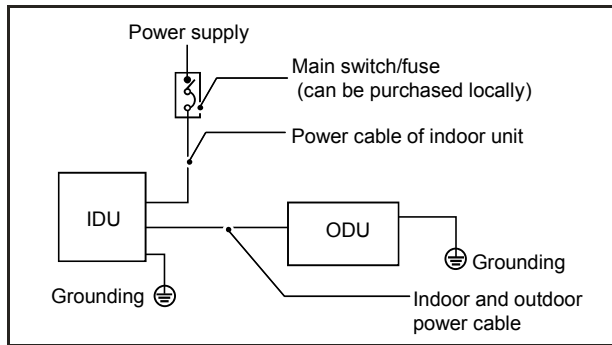 Power supply
Main switch/fuse
(can be purchased locally)
Power cable of indoor unit
IDU
ODU
Grounding
Grounding
Indoor and outdoor
power cable